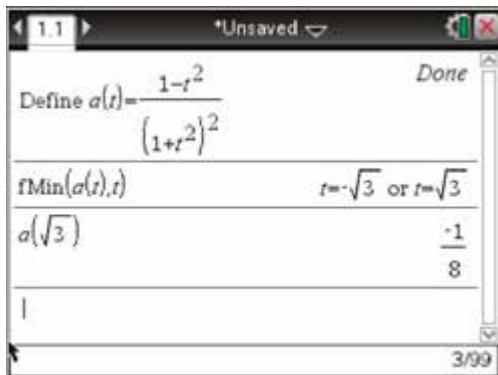 1.1 *Unsaved
Define a(t)=(1-t^2)/(1+t^2)^2 Done
fMin(a(t),t) t=-√3 or t=√3
a(√3) -1/8
3/99